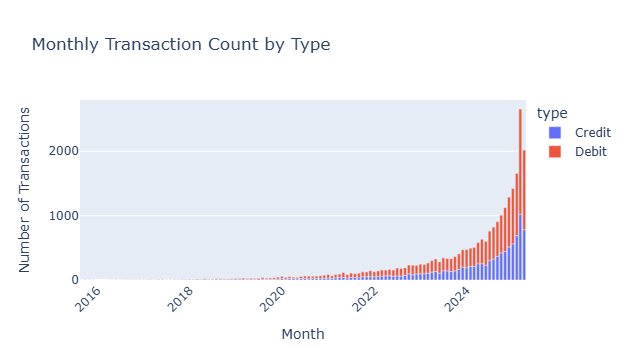 Monthly Transaction Count by Type
type
Credit
Debit
Number of Transactions
2000
1000
0
2016
2018
2020
2022
2024
Month